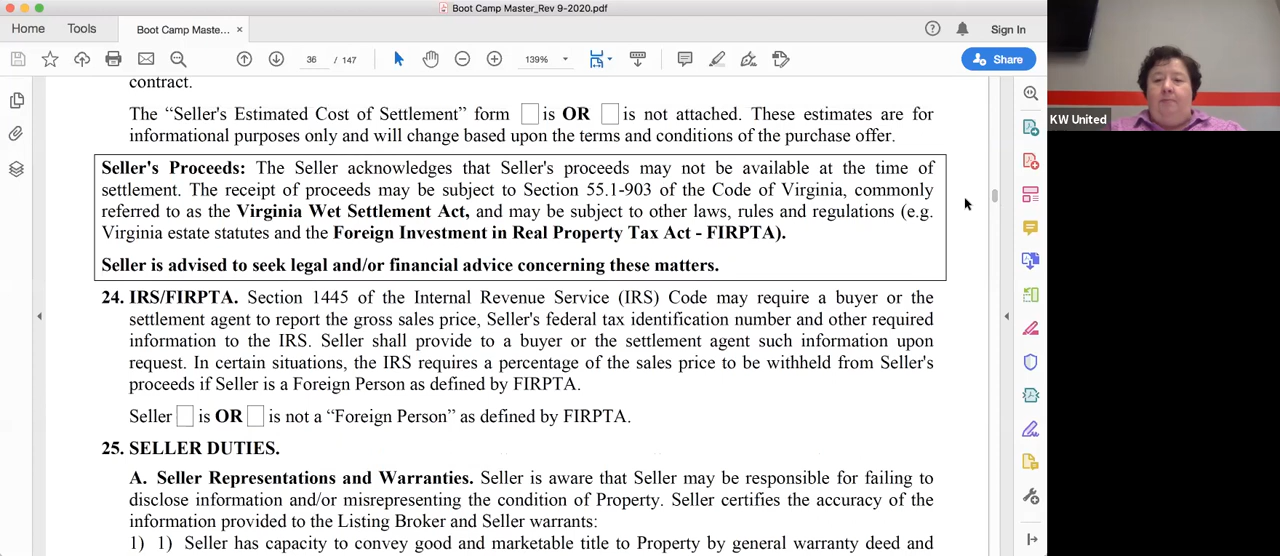 Boot Camp Master_Rev 9-2020.pdf
Home
Tools
Boot Camp Maste...
Sign In
36 / 147
139%
Share
KW United
contract.
The “Seller's Estimated Cost of Settlement” form is OR is not attached. These estimates are for
informational purposes only and will change based upon the terms and conditions of the purchase offer.
Seller's Proceeds: The Seller acknowledges that Seller's proceeds may not be available at the time of
settlement. The receipt of proceeds may be subject to Section 55.1-903 of the Code of Virginia, commonly
referred to as the Virginia Wet Settlement Act, and may be subject to other laws, rules and regulations (e.g.
Virginia estate statutes and the Foreign Investment in Real Property Tax Act - FIRPTA).
Seller is advised to seek legal and/or financial advice concerning these matters.
24. IRS/FIRPTA. Section 1445 of the Internal Revenue Service (IRS) Code may require a buyer or the
settlement agent to report the gross sales price, Seller's federal tax identification number and other required
information to the IRS. Seller shall provide to a buyer or the settlement agent such information upon
request. In certain situations, the IRS requires a percentage of the sales price to be withheld from Seller's
proceeds if Seller is a Foreign Person as defined by FIRPTA.
Seller is OR is not a “Foreign Person” as defined by FIRPTA.
25. SELLER DUTIES.
A. Seller Representations and Warranties. Seller is aware that Seller may be responsible for failing to
disclose information and/or misrepresenting the condition of Property. Seller certifies the accuracy of the
information provided to the Listing Broker and Seller warrants:
1) 1) Seller has capacity to convey good and marketable title to Property by general warranty deed and